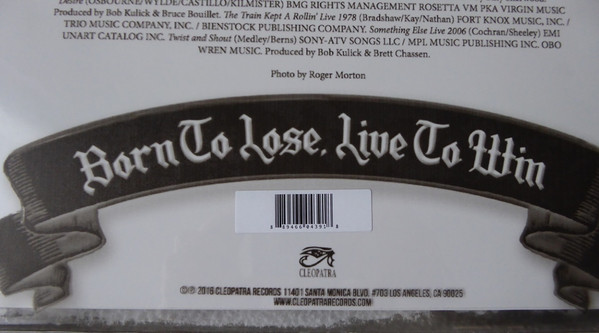 Desire (OSBOURNE/WYLDE/CASTILLO/KILMISTER) BMG RIGHTS MANAGEMENT ROSETTA VM PKA VIRGIN MUSIC
Produced by Bob Kulick & Bruce Bouillet. The Train Kept A Rollin' Live 1978 (Bradshaw/Kay/Nathan) FORT KNOX MUSIC, INC. /
TRIO MUSIC COMPANY, INC. / BIENSTOCK PUBLISHING COMPANY. Something Else Live 2006 (Cochran/Sheeley) EMI
UNART CATALOG INC. Twist and Shout (Medley/Berns) SONY-ATV SONGS LLC / MPL MUSIC PUBLISHING INC. OBO
WREN MUSIC. Produced by Bob Kulick & Brett Chassen.
Photo by Roger Morton
Born To Lose, Live To Win
CLEOPATRA
©℗ 2016 CLEOPATRA RECORDS 11401 SANTA MONICA BLVD. #703 LOS ANGELES, CA 90025
WWW.CLEOPATRARECORDS.COM